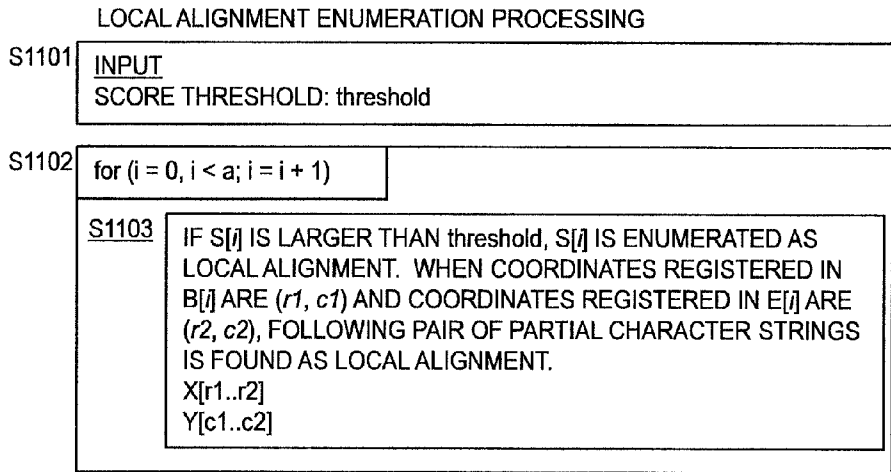 LOCAL ALIGNMENT ENUMERATION PROCESSING
S1101
INPUT
SCORE THRESHOLD: threshold
S1102
for (i = 0, i < a; i = i + 1)
S1103
IF S[i] IS LARGER THAN threshold, S[i] IS ENUMERATED AS
LOCAL ALIGNMENT. WHEN COORDINATES REGISTERED IN
B[i] ARE (r1, c1) AND COORDINATES REGISTERED IN E[i] ARE
(r2, c2), FOLLOWING PAIR OF PARTIAL CHARACTER STRINGS
IS FOUND AS LOCAL ALIGNMENT.
X[r1..r2]
Y[c1..c2]